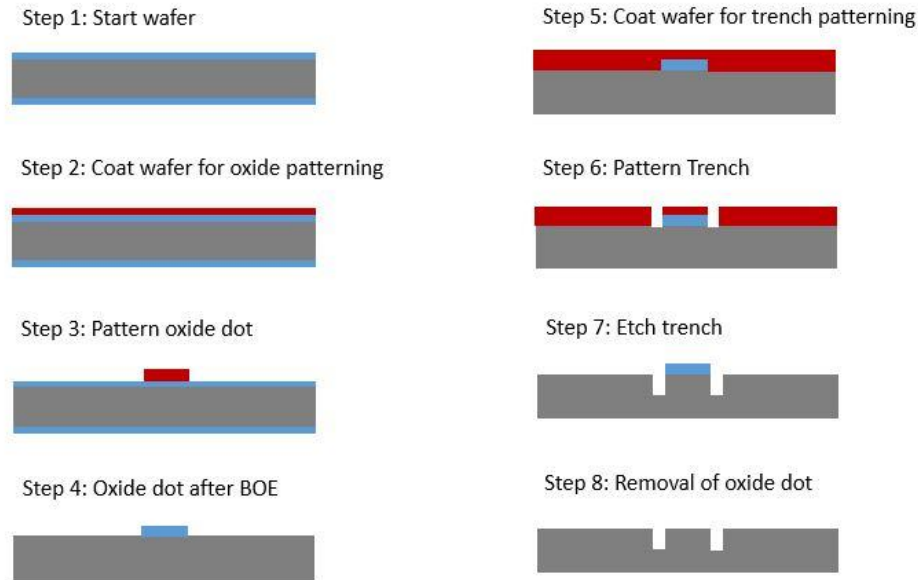 Step 1: Start wafer
Step 2: Coat wafer for oxide patterning
Step 3: Pattern oxide dot
Step 4: Oxide dot after BOE
Step 5: Coat wafer for trench patterning
Step 6: Pattern Trench
Step 7: Etch trench
Step 8: Removal of oxide dot